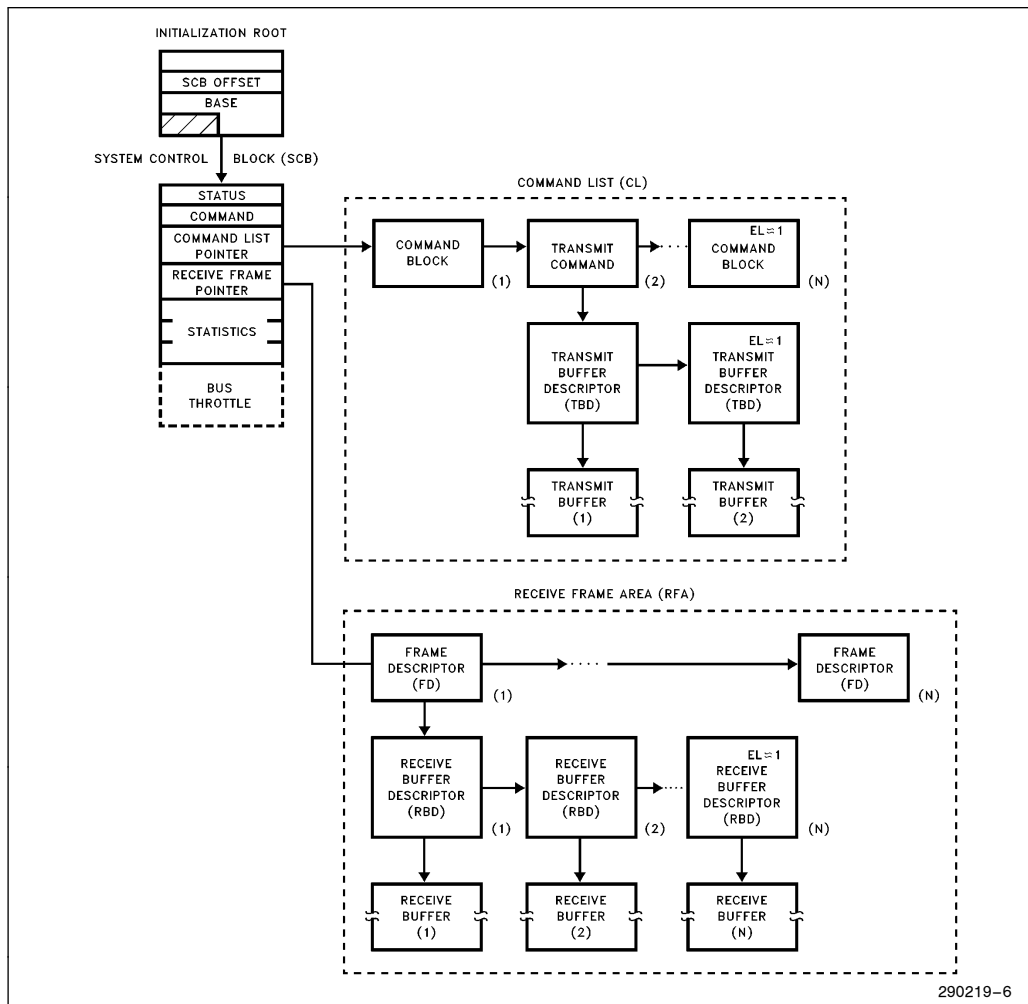 INITIALIZATION ROOT
SCB OFFSET
BASE
SYSTEM CONTROL BLOCK (SCB)
STATUS
COMMAND
COMMAND LIST
POINTER
RECEIVE FRAME
POINTER
STATISTICS
BUS
THROTTLE
COMMAND LIST (CL)
COMMAND
BLOCK
(1)
TRANSMIT
COMMAND
(2)
EL≈1
COMMAND
BLOCK
(N)
TRANSMIT
BUFFER
DESCRIPTOR
(TBD)
EL≈1
TRANSMIT
BUFFER
DESCRIPTOR
(TBD)
TRANSMIT
BUFFER
(1)
TRANSMIT
BUFFER
(2)
RECEIVE FRAME AREA (RFA)
FRAME
DESCRIPTOR
(FD)
(1)
FRAME
DESCRIPTOR
(FD)
(N)
RECEIVE
BUFFER
DESCRIPTOR
(RBD)
(1)
RECEIVE
BUFFER
DESCRIPTOR
(RBD)
(2)
EL≈1
RECEIVE
BUFFER
DESCRIPTOR
(RBD)
(N)
RECEIVE
BUFFER
(1)
RECEIVE
BUFFER
(2)
RECEIVE
BUFFER
(N)
290219–6